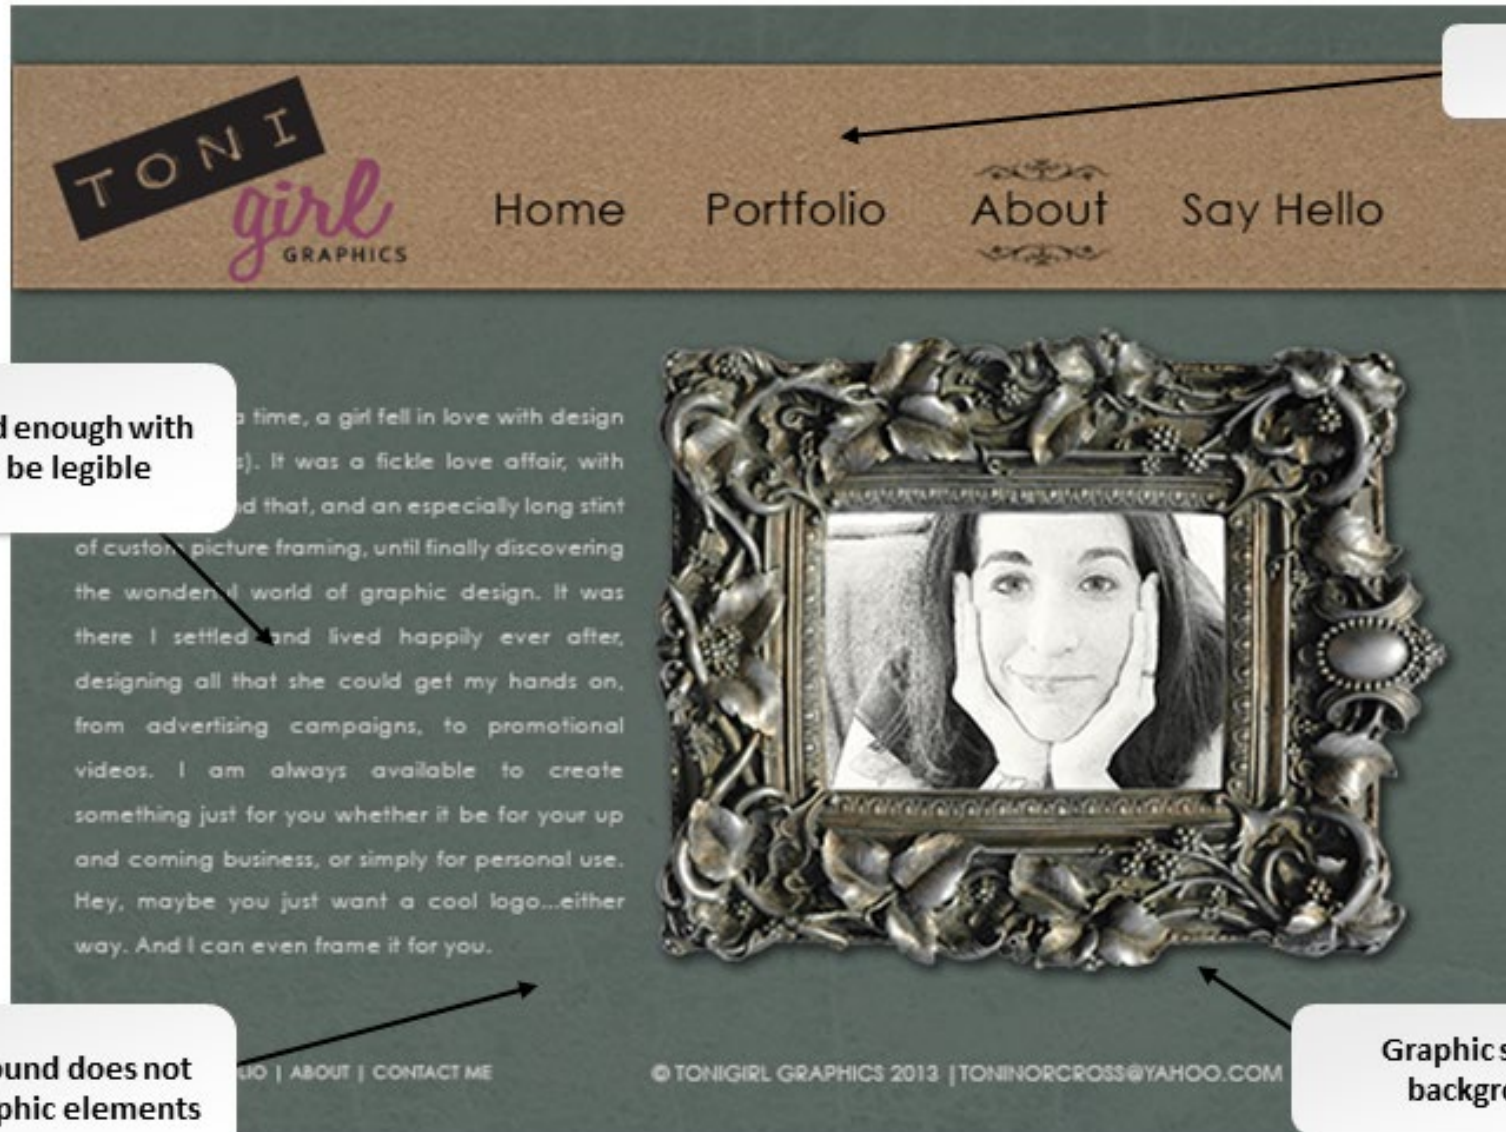 TONI
girl
GRAPHICS
Home Portfolio About Say Hello
enough with
be legible
a time, a girl fell in love with design
It was a fickle love affair, with
that, and an especially long stint
of custom picture framing, until finally discovering
the wonderful world of graphic design. It was
there I settled and lived happily ever after,
designing all that she could get my hands on,
from advertising campaigns, to promotional
videos. I am always available to create
something just for you whether it be for your up
and coming business, or simply for personal use.
Hey, maybe you just want a cool logo...either
way. And I can even frame it for you.
does not
elements
| ABOUT | CONTACT ME
© TONIGIRL GRAPHICS 2013 |TONINORCROSS@YAHOO.COM
Graphic